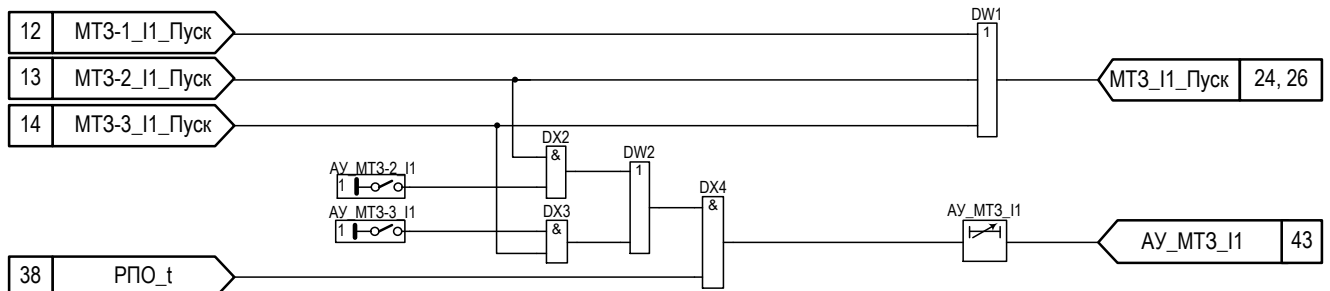 DW1
12 МТЗ-1_I1_Пуск
1
13 МТЗ-2_I1_Пуск
МТЗ_I1_Пуск 24, 26
14 МТЗ-3_I1_Пуск
DX2
&
DW2
1
АУ_МТЗ-2_I1
1
DX4
&
АУ_МТЗ-3_I1
1
DX3
&
АУ_МТЗ_I1
АУ_МТЗ_I1 43
38 РПО_t